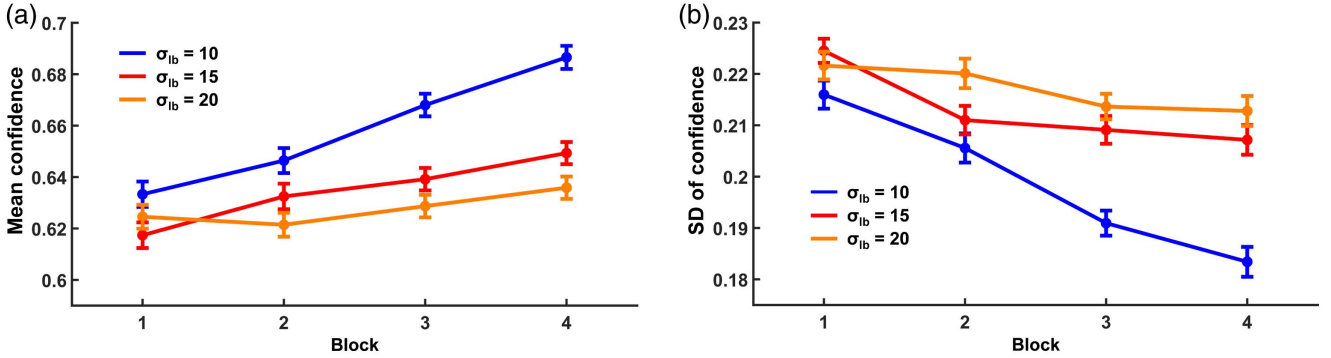 (a)
0.7
0.68
0.66
0.64
0.62
0.6
Mean confidence
σlb = 10
σlb = 15
σlb = 20
1 2 3 4
Block
(b)
0.23
0.22
0.21
0.2
0.19
0.18
SD of confidence
σlb = 10
σlb = 15
σlb = 20
1 2 3 4
Block